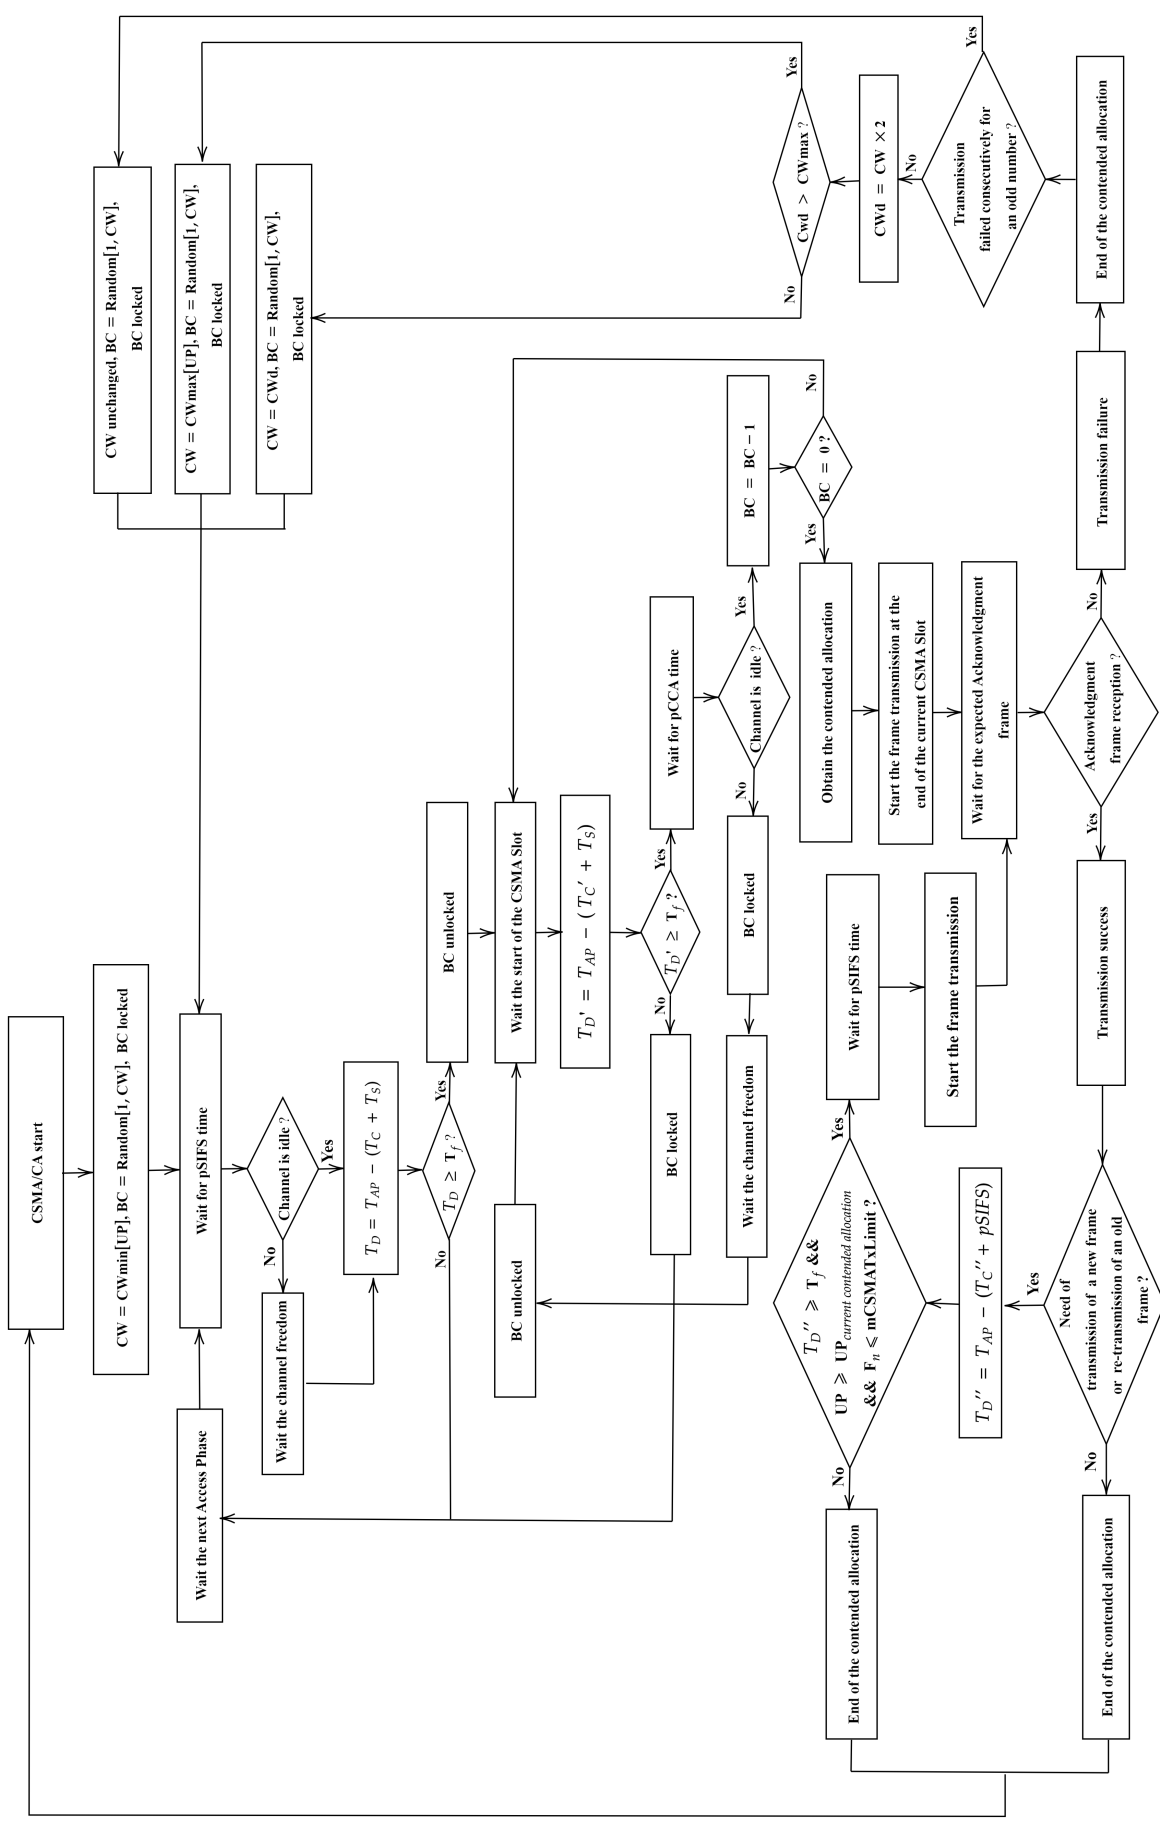 CSMA/CA start
CW = CWmin[UP], BC = Random[1, CW], BC locked
Wait for pSIFS time
Wait the next Access Phase
Channel is idle ?
No
Yes
Wait the channel freedom
T_D = T_AP − (T_C + T_S)
T_D ≥ T_f ?
No
Yes
BC unlocked
Wait the start of the CSMA Slot
BC unlocked
T_D' = T_AP − (T_C' + T_S)
T_D' ≥ T_f ?
No
Yes
BC locked
Wait for pCCA time
Channel is idle ?
No
Yes
BC locked
Wait the channel freedom
BC = BC − 1
BC = 0 ?
No
Yes
Obtain the contended allocation
Start the frame transmission at the
end of the current CSMA Slot
Wait for the expected Acknowledgment
frame
Acknowledgment
frame reception ?
Yes
No
Transmission success
Transmission failure
End of the contended allocation
Transmission
failed consecutively for
an odd number ?
Yes
No
CWd = CW ×2
Cwd > CWmax ?
Yes
No
CW unchanged, BC = Random[1, CW],
BC locked
CW = CWmax[UP], BC = Random[1, CW],
BC locked
CW = CWd, BC = Random[1, CW],
BC locked
Need of
transmission of a new frame
or re-transmission of an old
frame ?
Yes
No
T_D'' = T_AP − (T_C'' + pSIFS)
T_D'' ⩾ T_f &&
UP ⩾ UP_current contended allocation
&& F_n ⩽ mCSMATxLimit ?
Yes
No
Wait for pSIFS time
Start the frame transmission
End of the contended allocation
End of the contended allocation